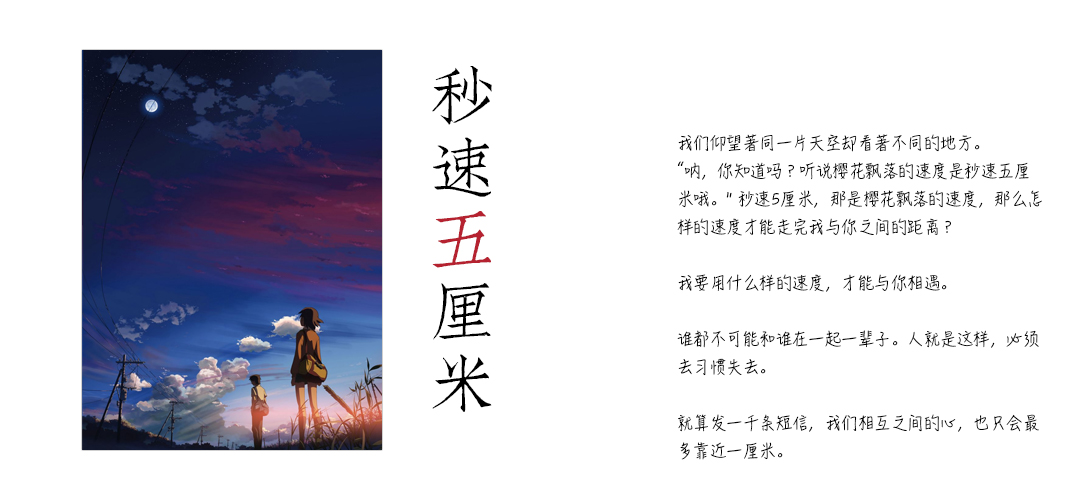 秒速五厘米
我们仰望著同一片天空却看著不同的地方。
“呐，你知道吗？听说樱花飘落的速度是秒速五厘
米哦。”秒速5厘米，那是樱花飘落的速度，那么怎
样的速度才能走完我与你之间的距离？
我要用什么样的速度，才能与你相遇。
谁都不可能和谁在一起一辈子。人就是这样，必须
去习惯失去。
就算发一千条短信，我们相互之间的心，也只会最
多靠近一厘米。